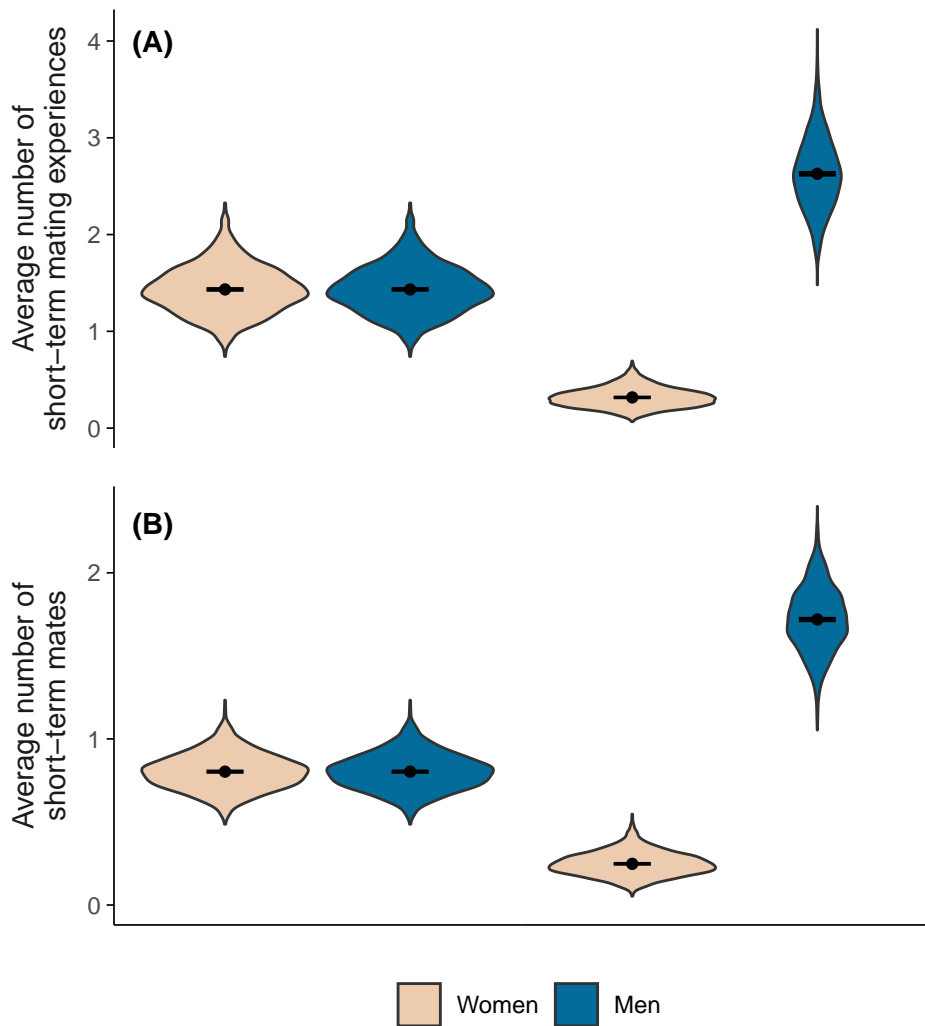 (A)
Average number of
short−term mating experiences
4
3
2
1
0
(B)
Average number of
short−term mates
2
1
0
Women
Men